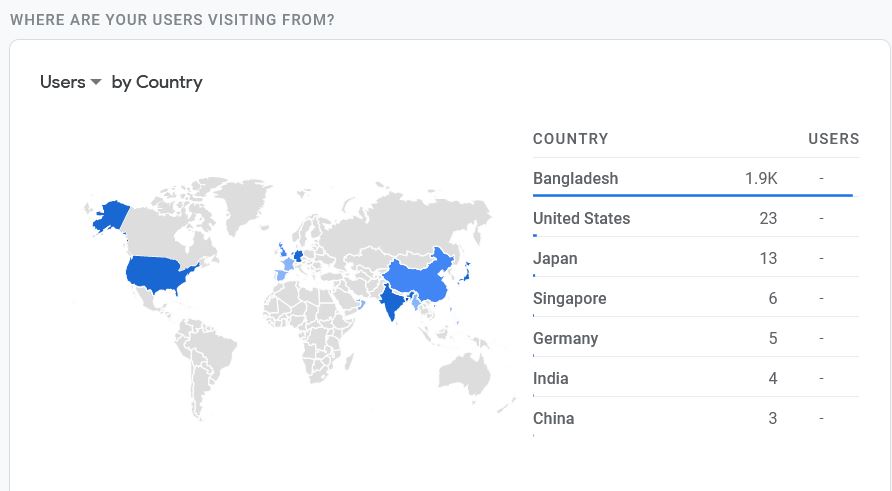 WHERE ARE YOUR USERS VISITING FROM?
Users by Country
COUNTRY USERS
Bangladesh 1.9K -
United States 23 -
Japan 13 -
Singapore 6 -
Germany 5 -
India 4 -
China 3 -